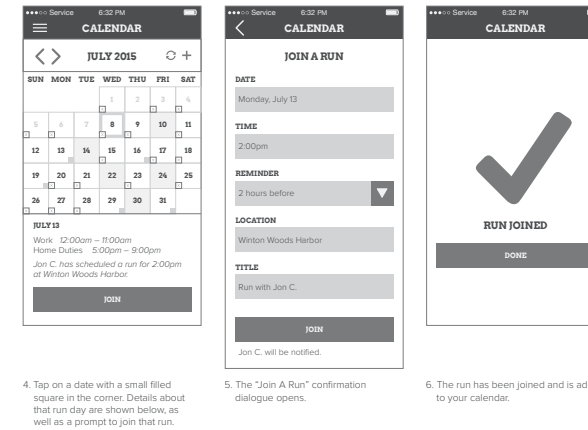 Service 6:32 PM
CALENDAR
JULY 2015
SUN MON TUE WED THU FRI SAT
1 2 3 4
5 6 7 8 9 10 11
12 13 14 15 16 17 18
19 20 21 22 23 24 25
26 27 28 29 30 31
JULY 13
Work 12:00am – 11:00am
Home Duties 5:00pm – 9:00pm
Jon C. has scheduled a run for 2:00pm
at Winton Woods Harbor.
JOIN
4. Tap on a date with a small filled
square in the corner. Details about
that run day are shown below, as
well as a prompt to join that run.
Service 6:32 PM
CALENDAR
JOIN A RUN
DATE
Monday, July 13
TIME
2:00pm
REMINDER
2 hours before
LOCATION
Winton Woods Harbor
TITLE
Run with Jon C.
JOIN
Jon C. will be notified.
5. The “Join A Run” confirmation
dialogue opens.
Service 6:32 PM
CALENDAR
RUN JOINED
DONE
6. The run has been joined and is ad
to your calendar.